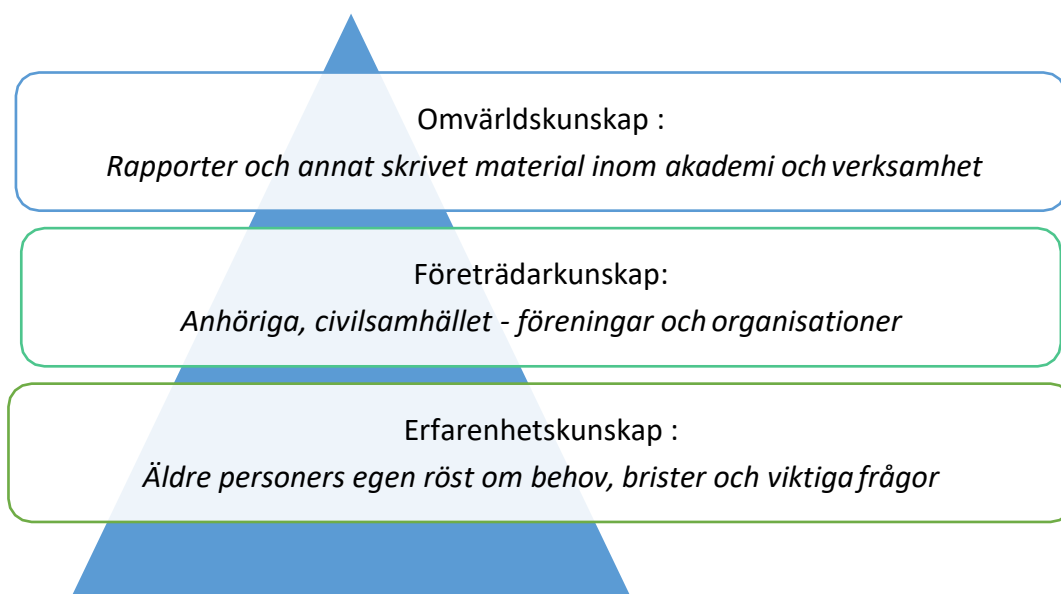 Omvärldskunskap :
Rapporter och annat skrivet material inom akademi och verksamhet
Företrädarkunskap:
Anhöriga, civilsamhället - föreningar och organisationer
Erfarenhetskunskap :
Äldre personers egen röst om behov, brister och viktiga frågor